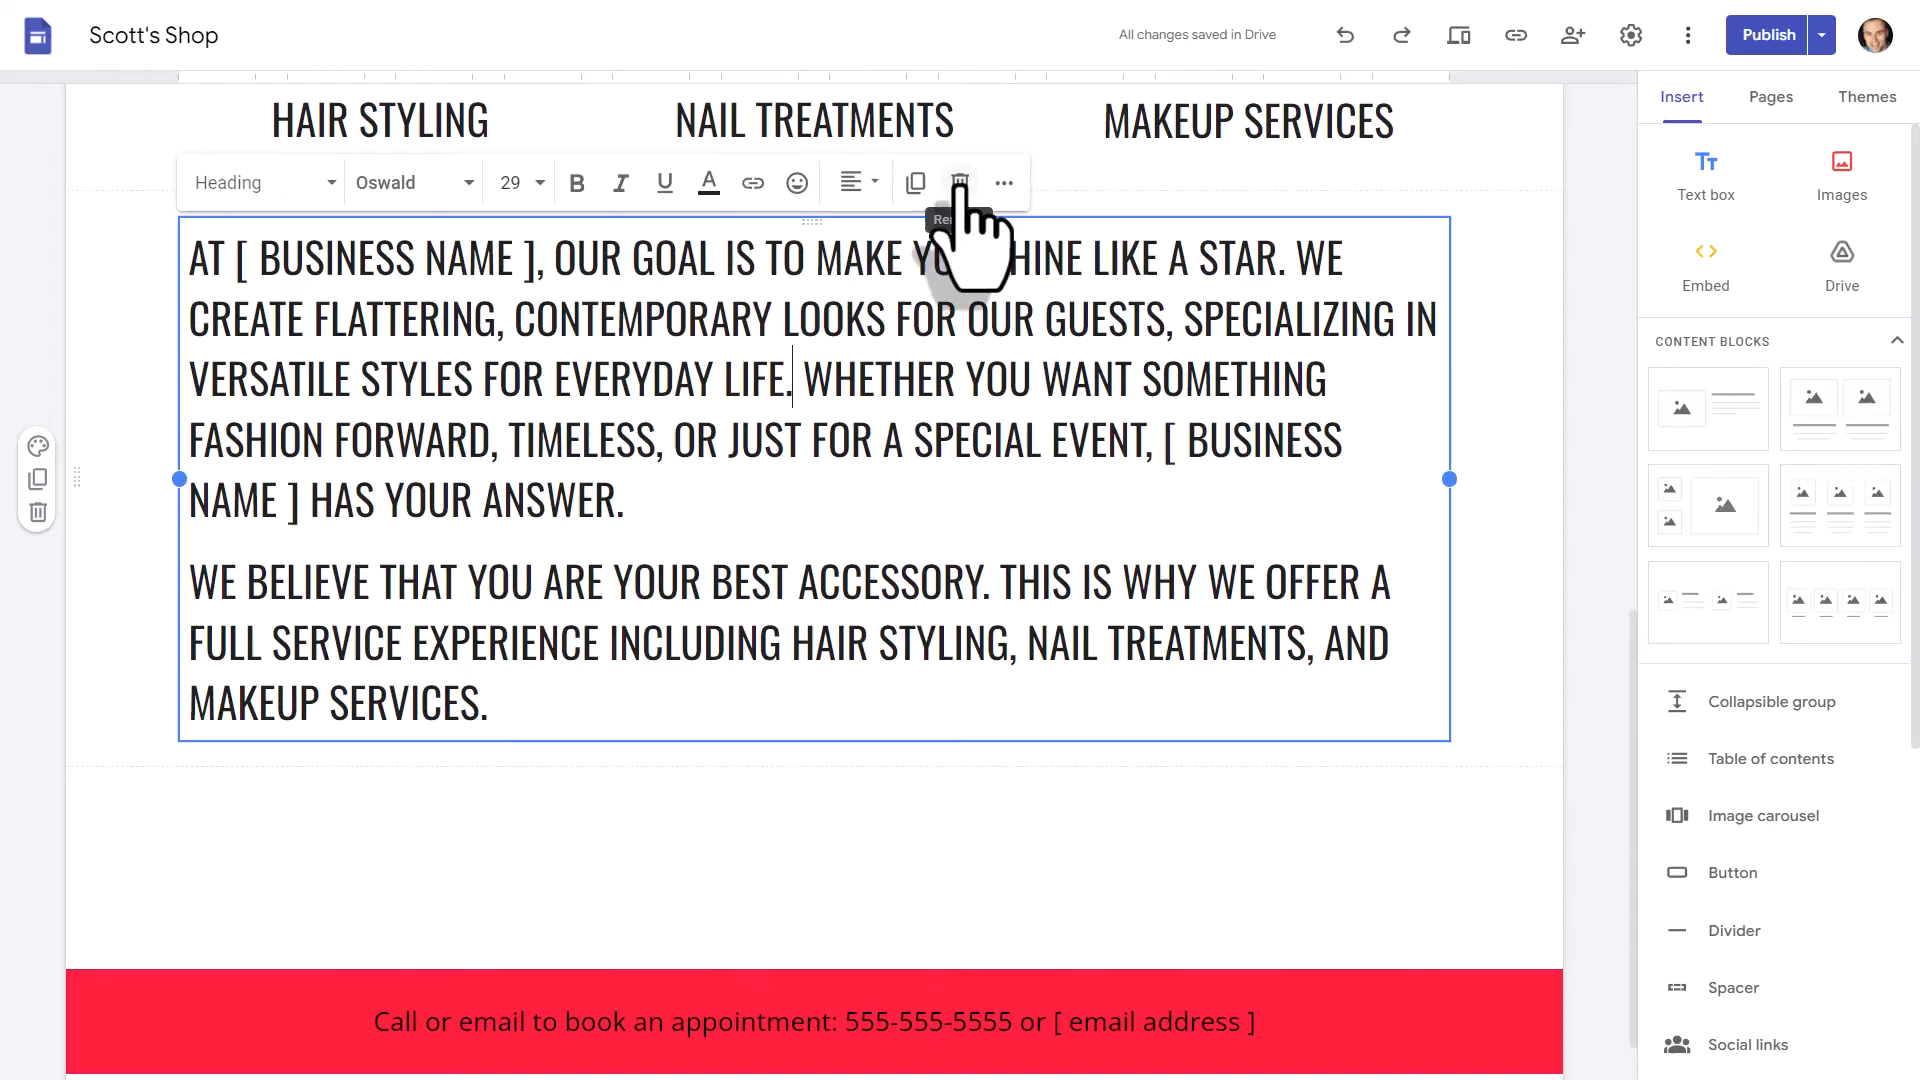 Scott's Shop
All changes saved in Drive
Publish
HAIR STYLING
NAIL TREATMENTS
MAKEUP SERVICES
Heading
Oswald
29
AT [ BUSINESS NAME ], OUR GOAL IS TO MAKE LIKE A STAR. WE
CREATE FLATTERING, CONTEMPORARY LOOKS FOR OUR GUESTS, SPECIALIZING IN
VERSATILE STYLES FOR EVERYDAY LIFE. WHETHER YOU WANT SOMETHING
FASHION FORWARD, TIMELESS, OR JUST FOR A SPECIAL EVENT, [ BUSINESS
NAME ] HAS YOUR ANSWER.
WE BELIEVE THAT YOU ARE YOUR BEST ACCESSORY. THIS IS WHY WE OFFER A
FULL SERVICE EXPERIENCE INCLUDING HAIR STYLING, NAIL TREATMENTS, AND
MAKEUP SERVICES.
Call or email to book an appointment: 555-555-5555 or [ email address ]
Insert
Pages
Themes
Text box
Images
Embed
Drive
CONTENT BLOCKS
Collapsible group
Table of contents
Image carousel
Button
Divider
Spacer
Social links